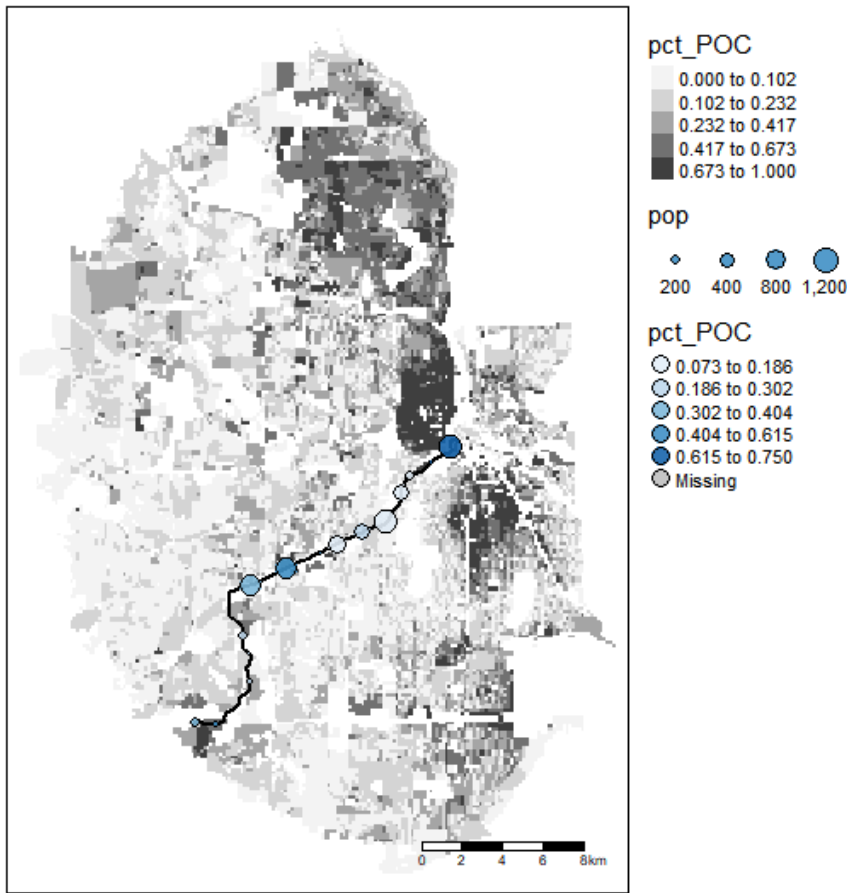 pct_POC
0.000 to 0.102
0.102 to 0.232
0.232 to 0.417
0.417 to 0.673
0.673 to 1.000
pop
200 400 800 1,200
pct_POC
0.073 to 0.186
0.186 to 0.302
0.302 to 0.404
0.404 to 0.615
0.615 to 0.750
Missing
0 2 4 6 8km